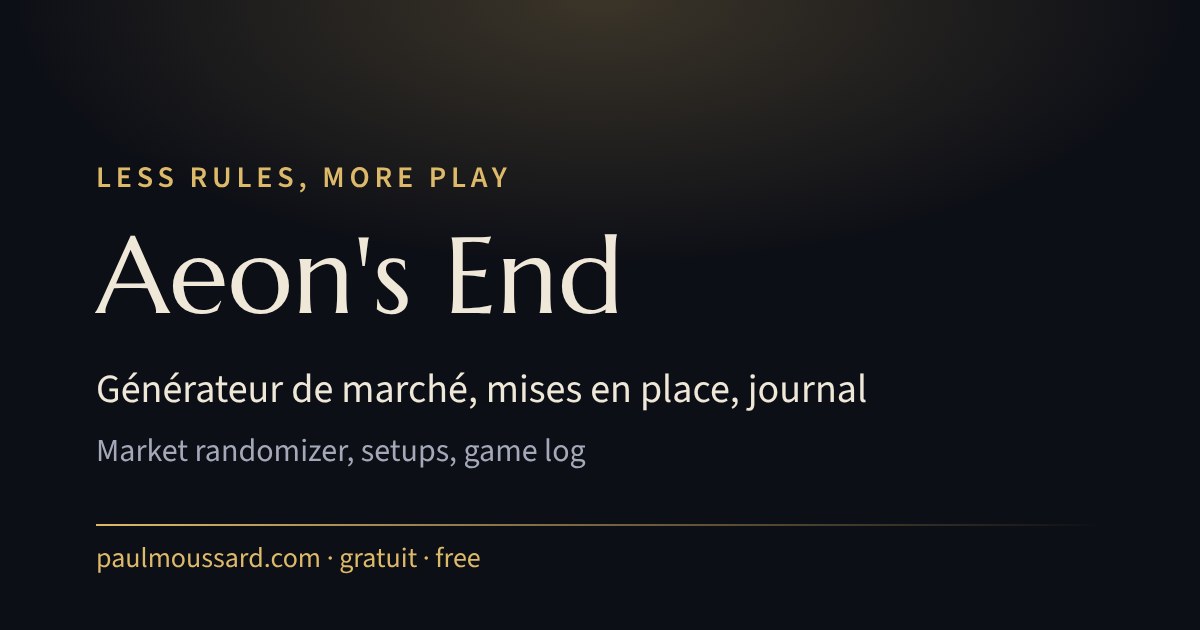 LESS RULES, MORE PLAY
Aeon's End
Générateur de marché, mises en place, journal
Market randomizer, setups, game log
paulmoussard.com · gratuit · free